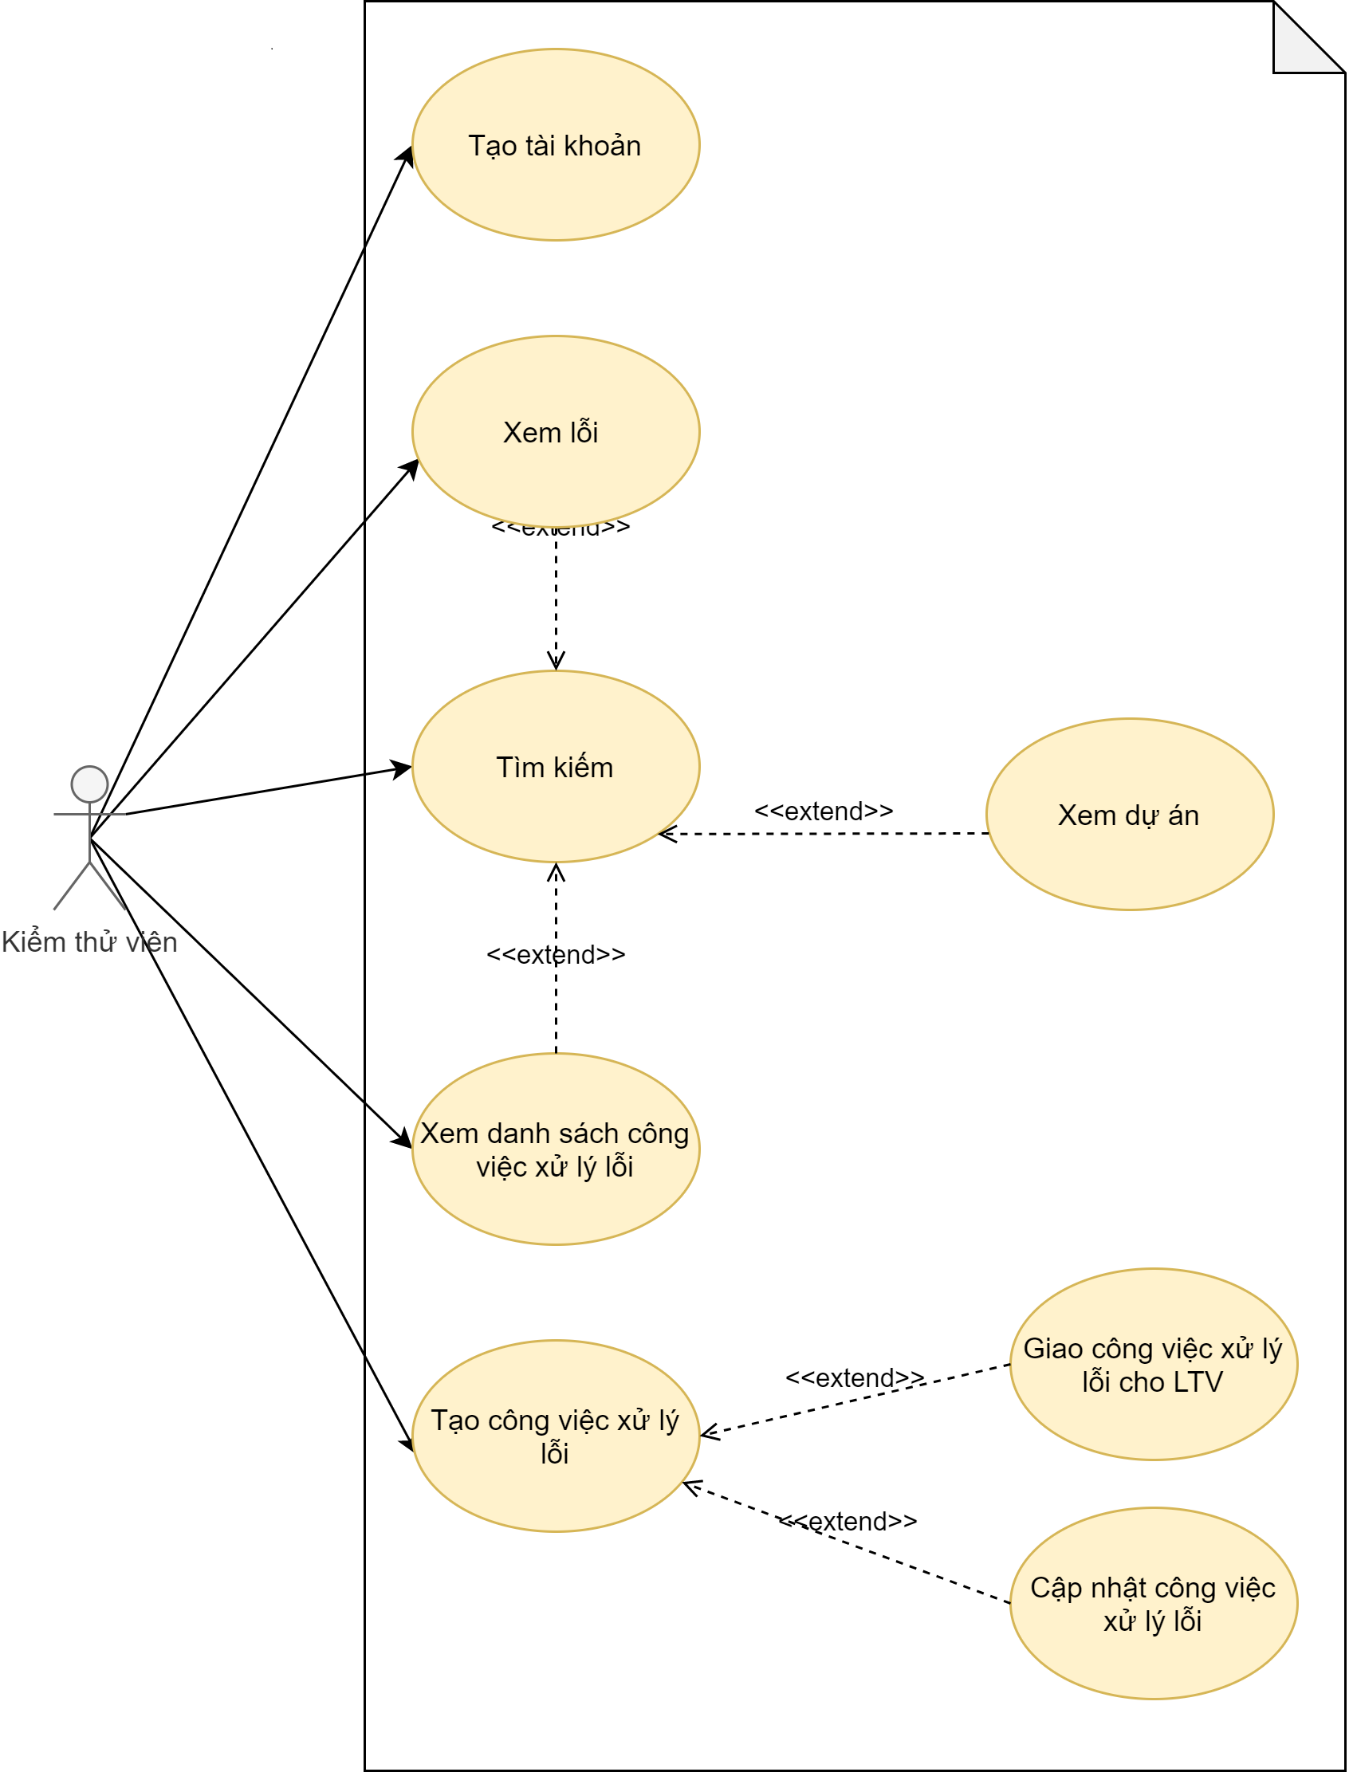 Tạo tài khoản
Xem lỗi
<<extend>>
Tìm kiếm
<<extend>>
Xem dự án
Kiểm thử viên
<<extend>>
Xem danh sách công
việc xử lý lỗi
Giao công việc xử lý
lỗi cho LTV
<<extend>>
Tạo công việc xử lý
lỗi
<<extend>>
Cập nhật công việc
xử lý lỗi